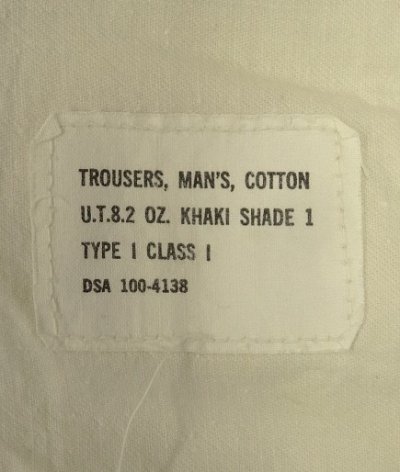 TROUSERS, MAN'S, COTTON
U.T.8.2 OZ. KHAKI SHADE 1
TYPE I CLASS I
DSA 100-4138